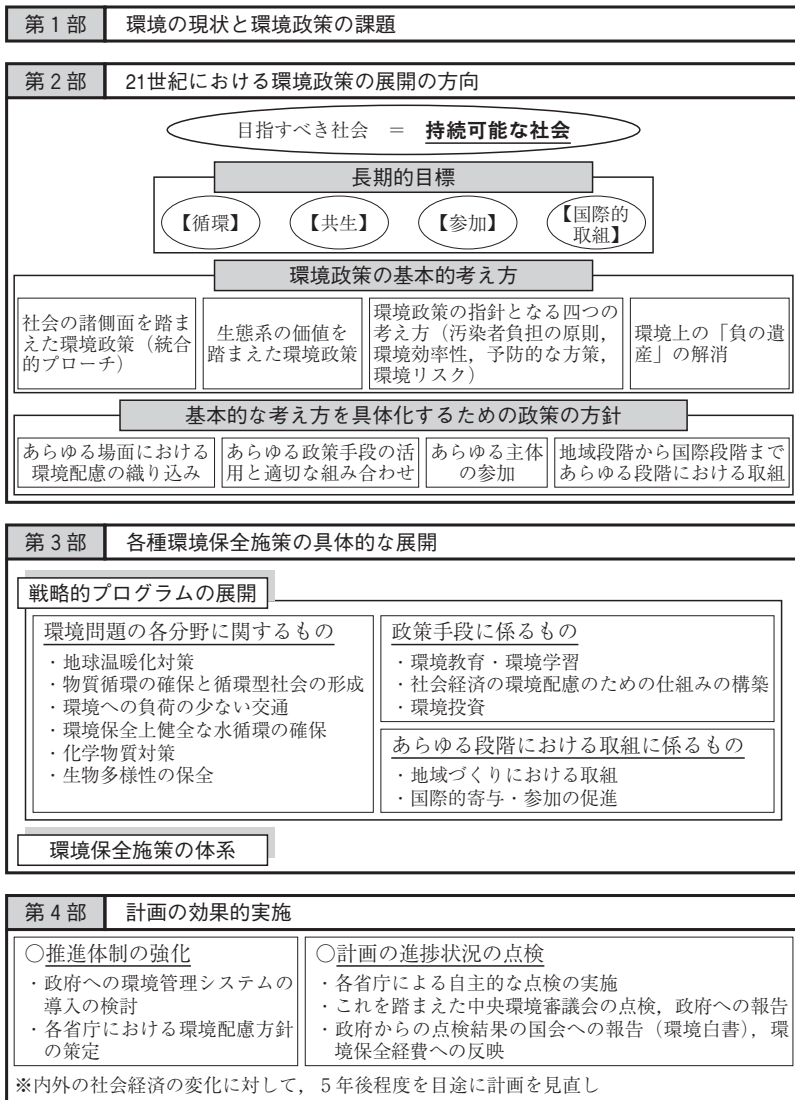 第1部 環境の現状と環境政策の課題
第2部 21世紀における環境政策の展開の方向
目指すべき社会 ＝ 持続可能な社会
長期的目標
【循環】 【共生】 【参加】 【国際的
取組】
環境政策の基本的考え方
社会の諸側面を踏ま
えた環境政策（統合
的プローチ）
生態系の価値を
踏まえた環境政策
環境政策の指針となる四つの
考え方（汚染者負担の原則，
環境効率性，予防的な方策，
環境リスク）
環境上の「負の遺
産」の解消
基本的な考え方を具体化するための政策の方針
あらゆる場面における
環境配慮の織り込み
あらゆる政策手段の活
用と適切な組み合わせ
あらゆる主体
の参加
地域段階から国際段階まで
あらゆる段階における取組
第3部 各種環境保全施策の具体的な展開
戦略的プログラムの展開
環境問題の各分野に関するもの
・地球温暖化対策
・物質循環の確保と循環型社会の形成
・環境への負荷の少ない交通
・環境保全上健全な水循環の確保
・化学物質対策
・生物多様性の保全
政策手段に係るもの
・環境教育・環境学習
・社会経済の環境配慮のための仕組みの構築
・環境投資
あらゆる段階における取組に係るもの
・地域づくりにおける取組
・国際的寄与・参加の促進
環境保全施策の体系
第4部 計画の効果的実施
○推進体制の強化
・政府への環境管理システムの
導入の検討
・各省庁における環境配慮方針
の策定
○計画の進捗状況の点検
・各省庁による自主的な点検の実施
・これを踏まえた中央環境審議会の点検，政府への報告
・政府からの点検結果の国会への報告（環境白書），環
境保全経費への反映
※内外の社会経済の変化に対して，5年後程度を目途に計画を見直し